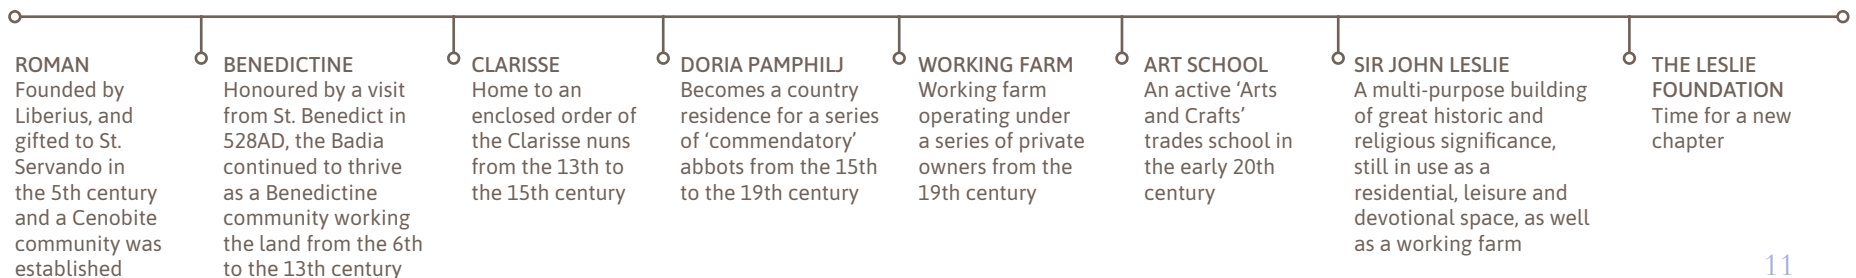 ROMAN
Founded by
Liberius, and
gifted to St.
Servando in
the 5th century
and a Cenobite
community was
established
BENEDICTINE
Honoured by a visit
from St. Benedict in
528AD, the Badia
continued to thrive
as a Benedictine
community working
the land from the 6th
to the 13th century
CLARISSE
Home to an
enclosed order of
the Clarisse nuns
from the 13th to
the 15th century
DORIA PAMPHILJ
Becomes a country
residence for a series
of ‘commendatory’
abbots from the 15th
to the 19th century
WORKING FARM
Working farm
operating under
a series of private
owners from the
19th century
ART SCHOOL
An active ‘Arts
and Crafts’
trades school in
the early 20th
century
SIR JOHN LESLIE
A multi-purpose building
of great historic and
religious significance,
still in use as a
residential, leisure and
devotional space, as well
as a working farm
THE LESLIE
FOUNDATION
Time for a new
chapter
11